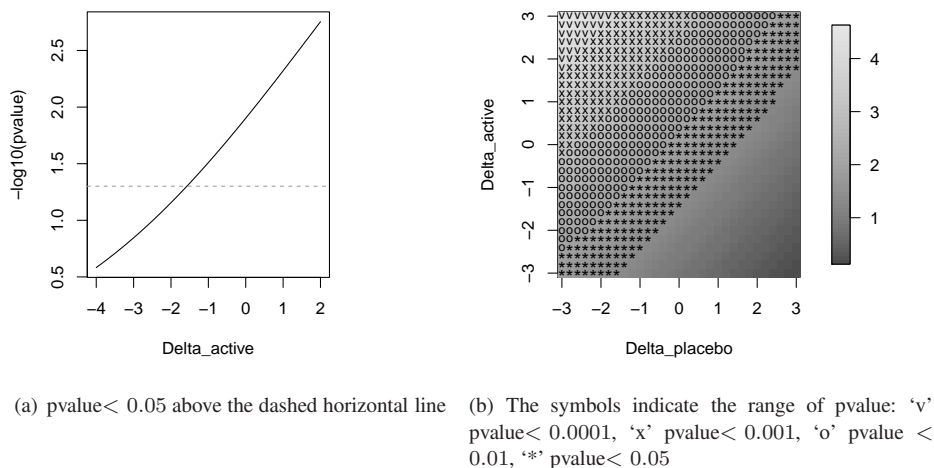 −log10(pvalue)
2.5
2.0
1.5
1.0
0.5
−4 −3 −2 −1 0 1 2
Delta_active
Delta_active
3
2
1
0
−1
−2
−3
−3 −2 −1 0 1 2 3
Delta_placebo
4
3
2
1
(a) pvalue< 0.05 above the dashed horizontal line
(b) The symbols indicate the range of pvalue: ‘v’
pvalue< 0.0001, ‘x’ pvalue< 0.001, ‘o’ pvalue <
0.01, ‘*’ pvalue< 0.05